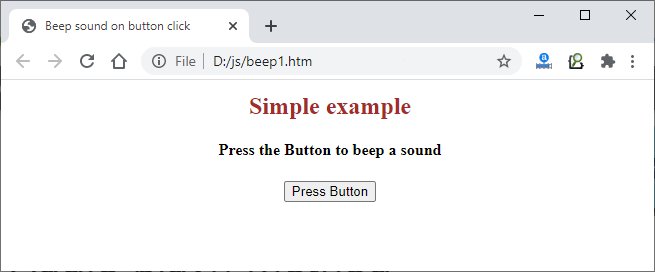 Beep sound on button click
File
D:/js/beep1.htm
Simple example
Press the Button to beep a sound
Press Button